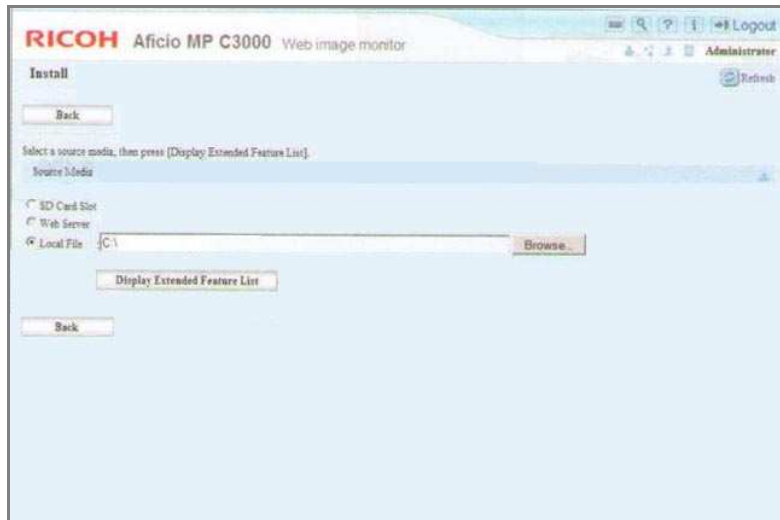 Logout
RICOH Aficio MP C3000 Web image monitor
Administrator
Install
Refresh
Back
Select a source media, then press [Display Extended Feature List].
Source Media
SD Card Slot
Web Server
Local File C:\ Browse...
Display Extended Feature List
Back